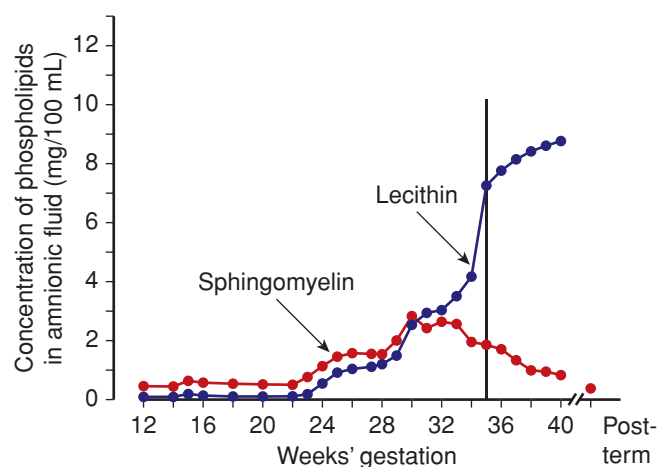 Concentration of phospholipids
in amnionic fluid (mg/100 mL)
12
10
8
6
4
2
0
Lecithin
Sphingomyelin
12 16 20 24 28 32 36 40 Post-
term
Weeks' gestation